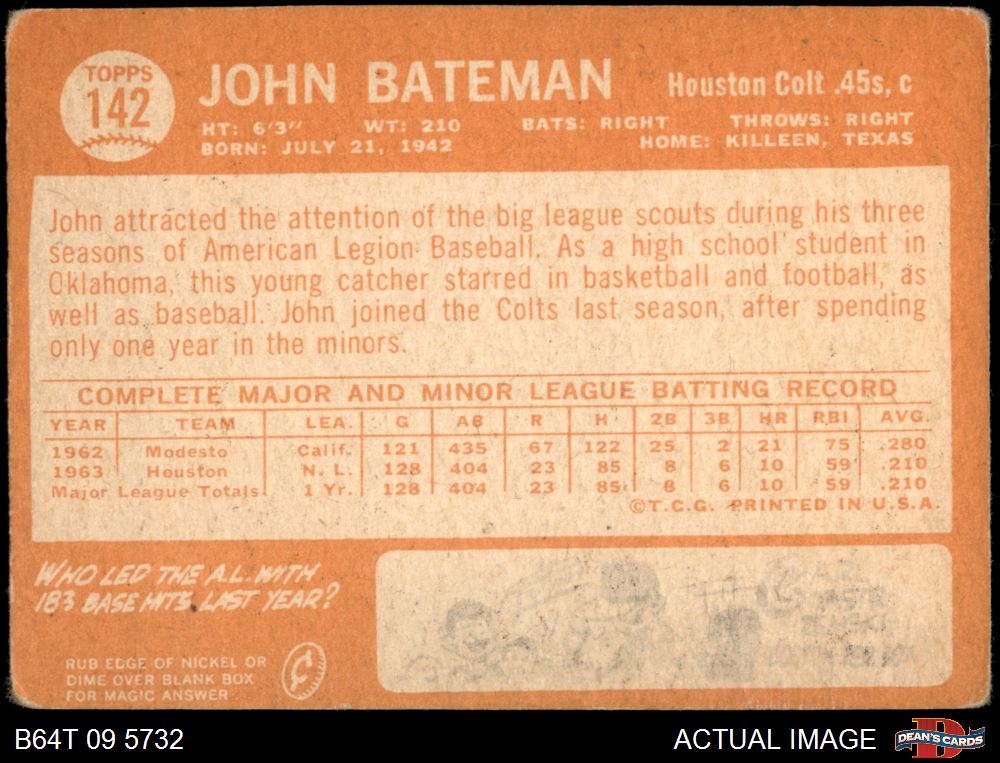 TOPPS
142
JOHN BATEMAN
Houston Colt .45s, c
HT: 6'3" WT: 210 BATS: RIGHT THROWS: RIGHT
BORN: JULY 21, 1942 HOME: KILLEEN, TEXAS
John attracted the attention of the big league scouts during his three
seasons of American Legion Baseball. As a high school student in
Oklahoma, this young catcher starred in basketball and football, as
well as baseball. John joined the Colts last season, after spending
only one year in the minors.
COMPLETE MAJOR AND MINOR LEAGUE BATTING RECORD
YEAR TEAM LEA. G AB R H 2B 3B HR RBI AVG.
1962 Modesto Calif. 121 435 67 122 25 2 21 75 .280
1963 Houston N. L. 128 404 23 85 8 6 10 59 .210
Major League Totals 1 Yr. 128 404 23 85 8 6 10 59 .210
©T.C.G. PRINTED IN U.S.A.
WHO LED THE A.L. WITH
183 BASE HITS LAST YEAR?
RUB EDGE OF NICKEL OR
DIME OVER BLANK BOX
FOR MAGIC ANSWER
B64T 09 5732
ACTUAL IMAGE
DEAN'S CARDS